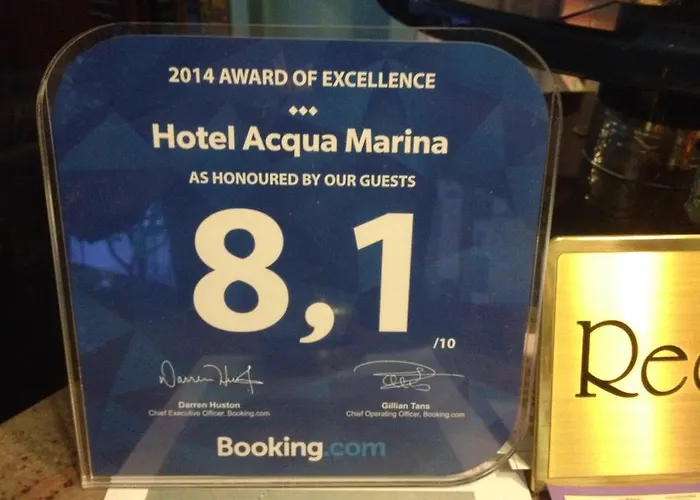 2014 AWARD OF EXCELLENCE
Hotel Acqua Marina
AS HONOURED BY OUR GUESTS
8,1
/10
Darren Huston
Chief Executive Officer, Booking.com
Gillian Tans
Chief Operating Officer, Booking.com
Booking.com